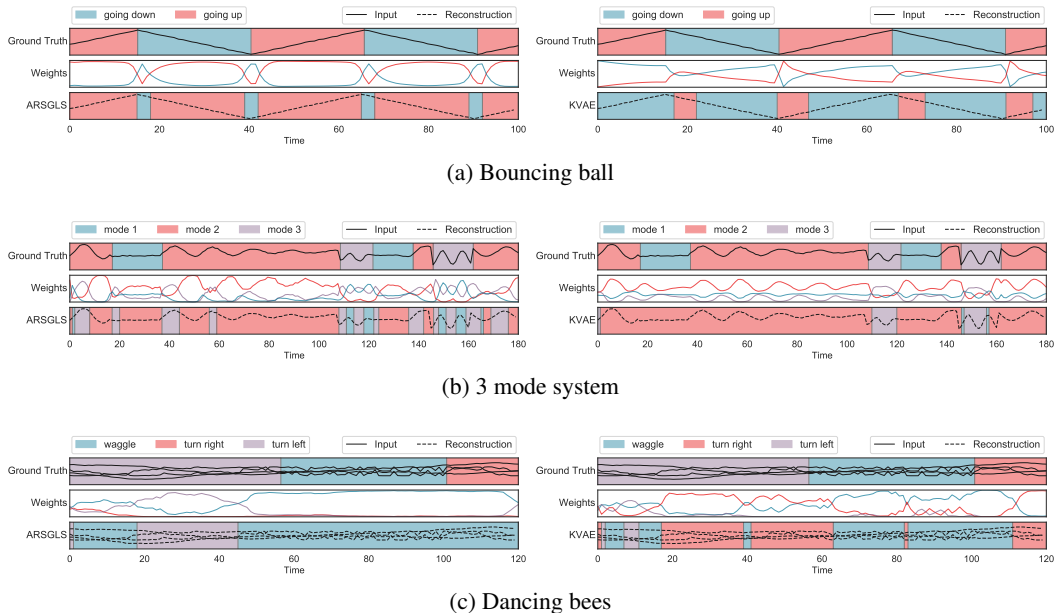 going down going up Input Reconstruction going down going up Input Reconstruction
Ground Truth Ground Truth
Weights Weights
ARSGLS KVAE
0 20 40 60 80 100 0 20 40 60 80 100
Time Time
(a) Bouncing ball
mode 1 mode 2 mode 3 Input Reconstruction mode 1 mode 2 mode 3 Input Reconstruction
Ground Truth Ground Truth
Weights Weights
ARSGLS KVAE
0 20 40 60 80 100 120 140 160 180 0 20 40 60 80 100 120 140 160 180
Time Time
(b) 3 mode system
waggle turn right turn left Input Reconstruction waggle turn right turn left Input Reconstruction
Ground Truth Ground Truth
Weights Weights
ARSGLS KVAE
0 20 40 60 80 100 120 0 20 40 60 80 100 120
Time Time
(c) Dancing bees